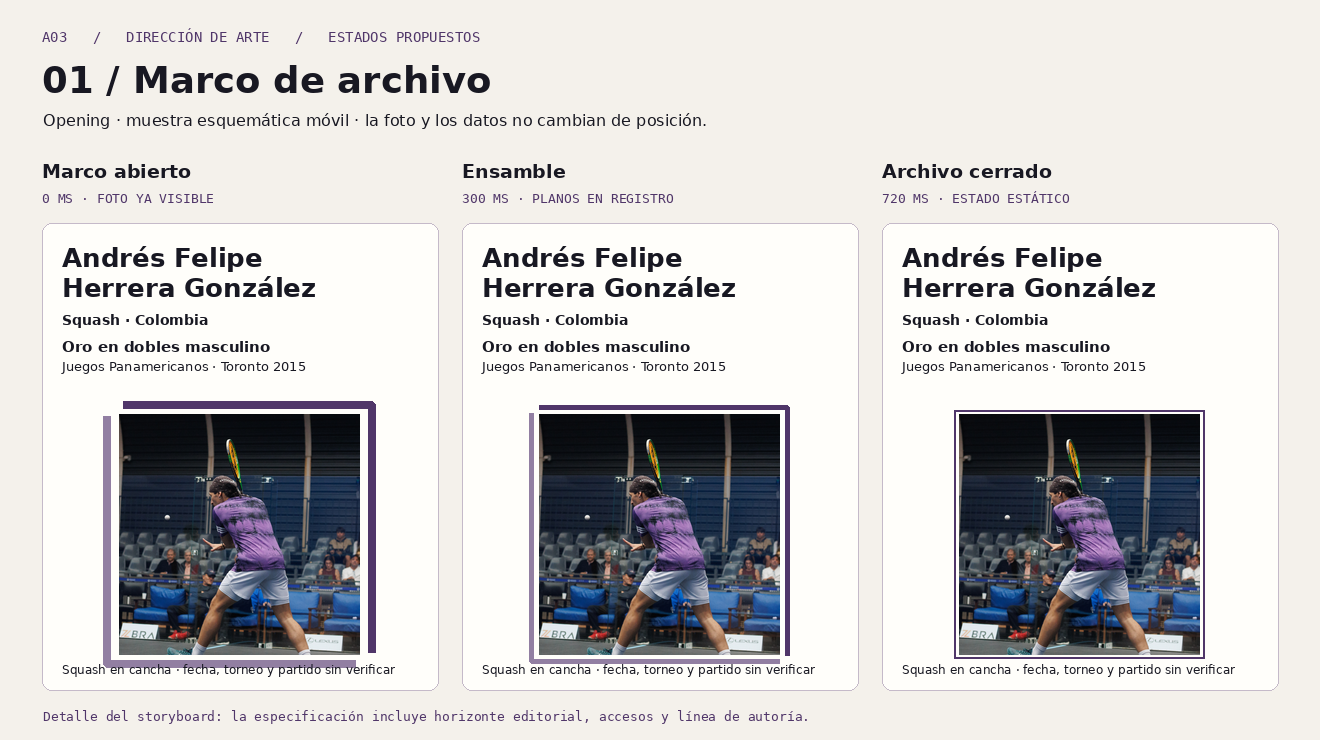 A03 / DIRECCIÓN DE ARTE / ESTADOS PROPUESTOS
01 / Marco de archivo
Opening · muestra esquemática móvil · la foto y los datos no cambian de posición.
Marco abierto
0 MS · FOTO YA VISIBLE
Andrés Felipe
Herrera González
Squash · Colombia
Oro en dobles masculino
Juegos Panamericanos · Toronto 2015
BRA
LEXUS
Squash en cancha · fecha, torneo y partido sin verificar
Ensamble
300 MS · PLANOS EN REGISTRO
Andrés Felipe
Herrera González
Squash · Colombia
Oro en dobles masculino
Juegos Panamericanos · Toronto 2015
BRA
LEXUS
Squash en cancha · fecha, torneo y partido sin verificar
Archivo cerrado
720 MS · ESTADO ESTÁTICO
Andrés Felipe
Herrera González
Squash · Colombia
Oro en dobles masculino
Juegos Panamericanos · Toronto 2015
BRA
LEXUS
Squash en cancha · fecha, torneo y partido sin verificar
Detalle del storyboard: la especificación incluye horizonte editorial, accesos y línea de autoría.